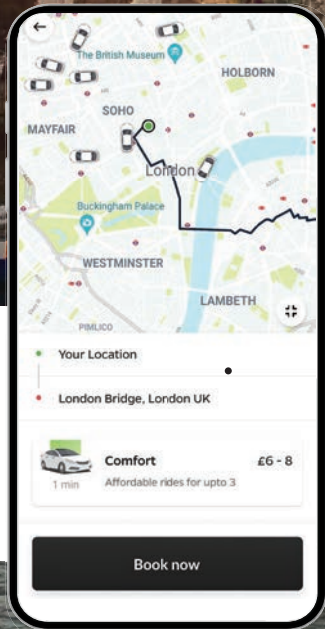 The British Museum
HOLBORN
SOHO
MAYFAIR
London
Buckingham Palace
WESTMINSTER
LAMBETH
PIMLICO
Your Location
London Bridge, London UK
Comfort
£6 - 8
1 min
Affordable rides for upto 3
Book now